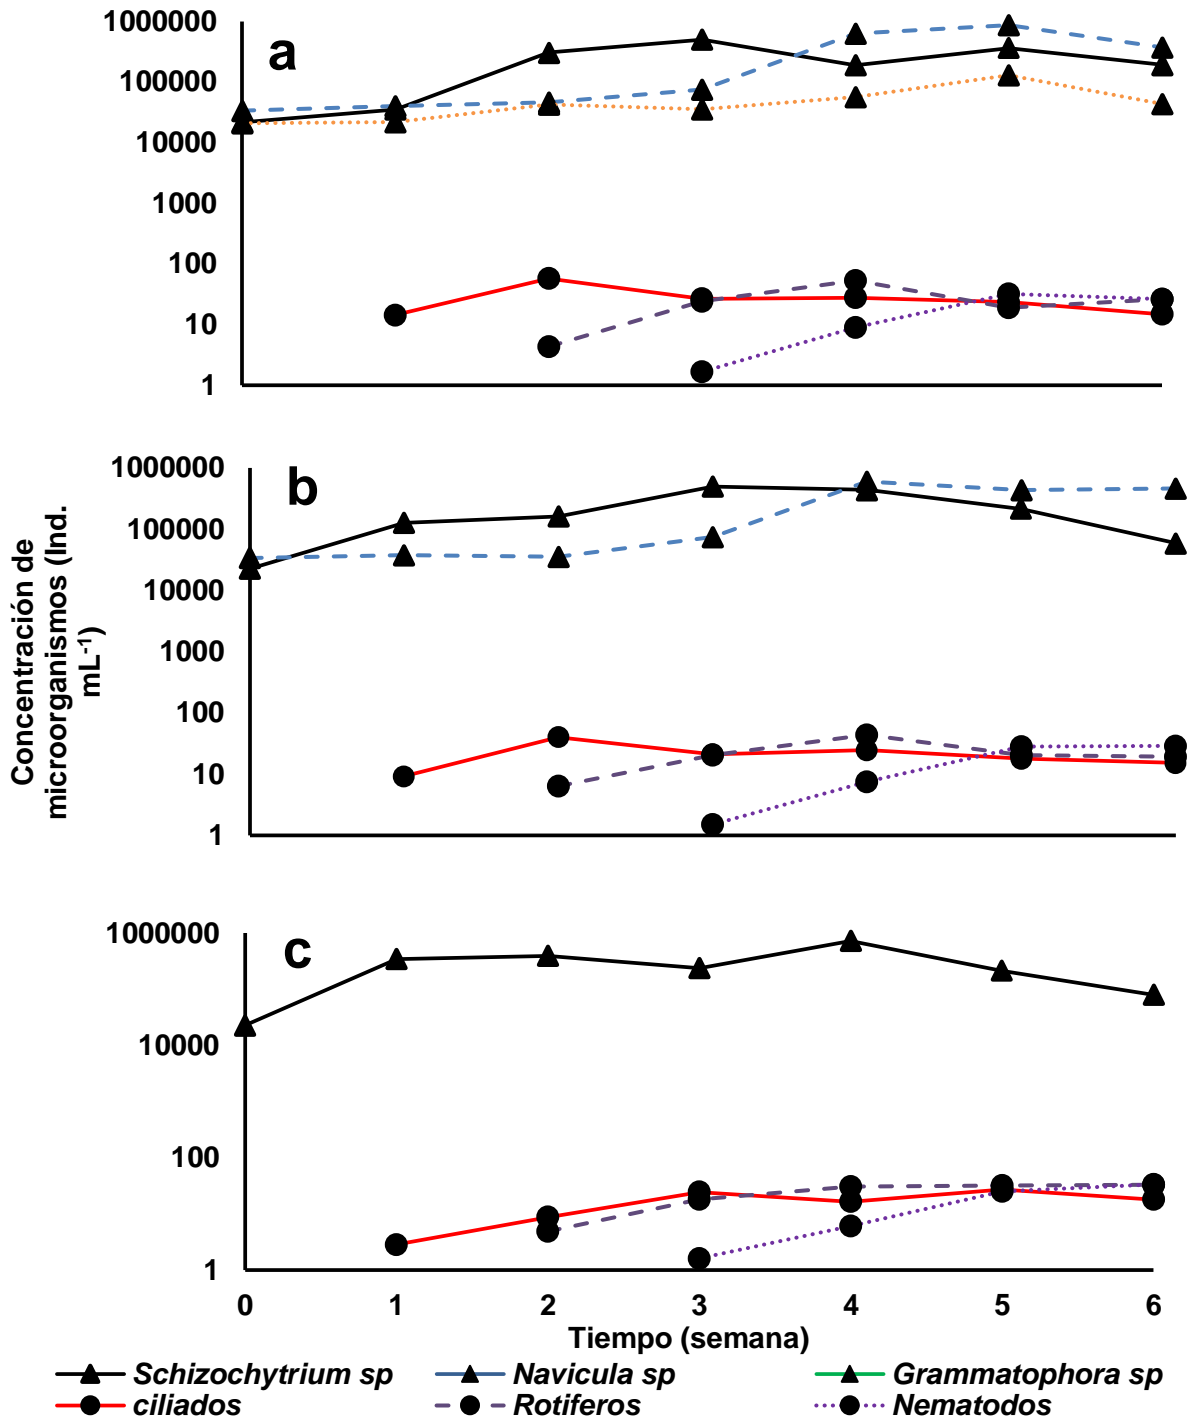 a
1000000
100000
10000
1000
100
10
1
b
1000000
100000
10000
1000
100
10
1
Concentración de
microorganismos (Ind.
mL-1)
c
1000000
10000
100
1
0 1 2 3 4 5 6
Tiempo (semana)
Schizochytrium sp Navicula sp Grammatophora sp
ciliados Rotiferos Nematodos